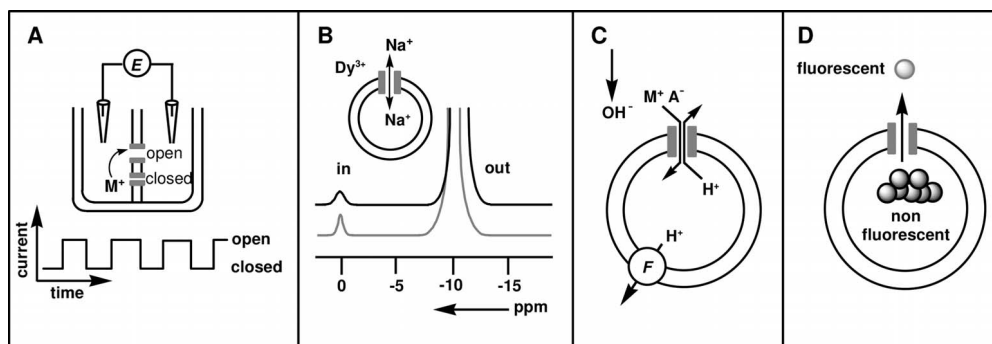 A
E
open
M⁺
closed
current
open
closed
time
B
Na⁺
Dy³⁺
Na⁺
in
out
0
-5
-10
-15
ppm
C
M⁺ A⁻
OH⁻
H⁺
H⁺
F
D
fluorescent
non
fluorescent